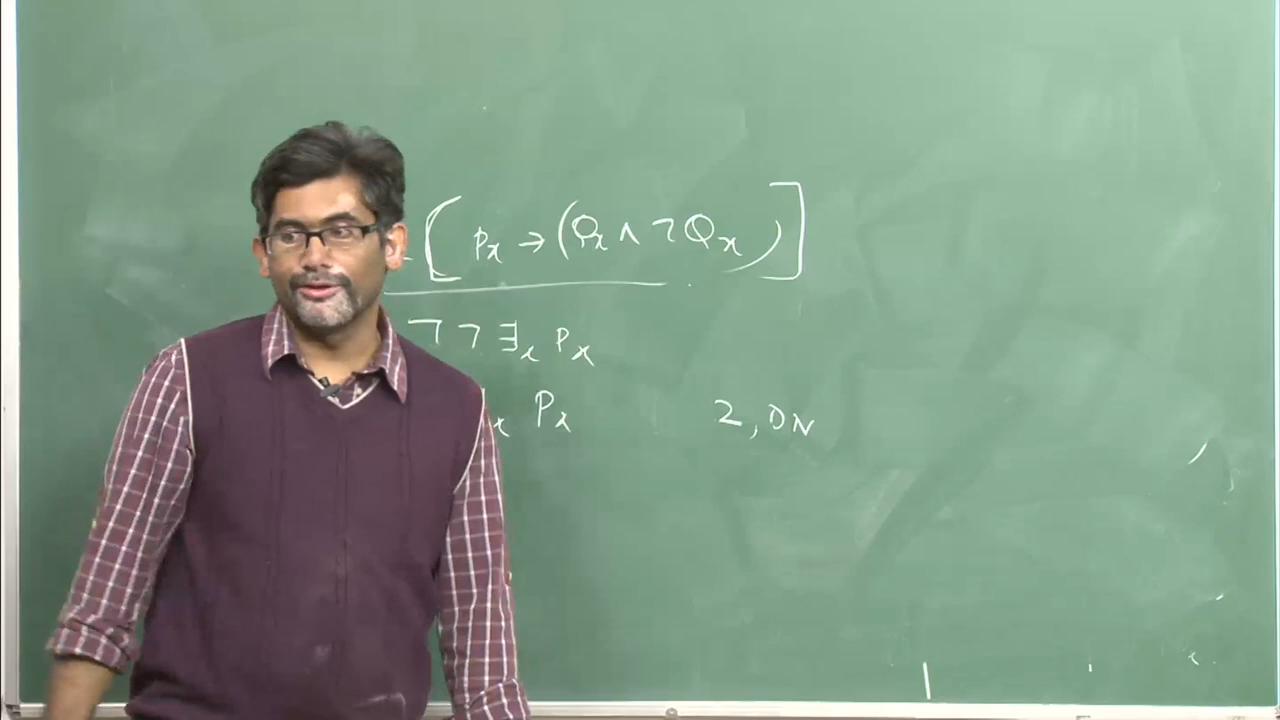 [ Px → (Qx ∧ ¬Qx) ]
¬¬∃x Px
x Px 2, DN